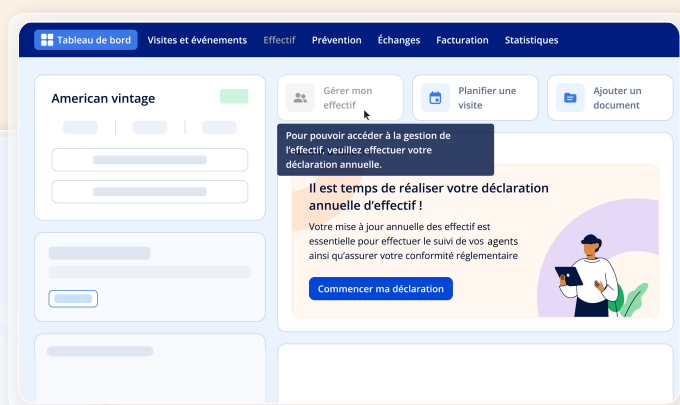 Tableau de bord Visites et événements Effectif Prévention Échanges Facturation Statistiques
American vintage
Gérer mon
effectif
Planifier une
visite
Ajouter un
document
Pour pouvoir accéder à la gestion de
l'effectif, veuillez effectuer votre
déclaration annuelle.
Il est temps de réaliser votre déclaration
annuelle d'effectif !
Votre mise à jour annuelle des effectif est
essentielle pour effectuer le suivi de vos agents
ainsi qu'assurer votre conformité réglementaire
Commencer ma déclaration